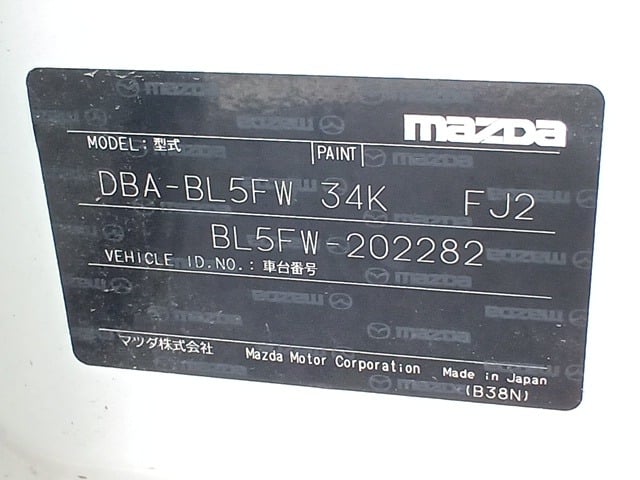 mazda
MODEL: 型式 PAINT
DBA-BL5FW 34K FJ2
BL5FW-202282
VEHICLE ID.NO.: 車台番号
マツダ株式会社 Mazda Motor Corporation Made in Japan
(B38N)